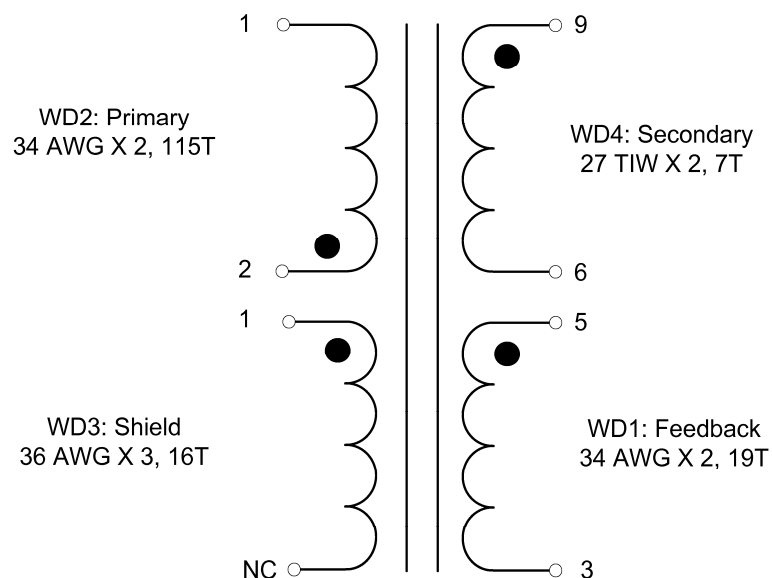 1
WD2: Primary
34 AWG X 2, 115T
2
9
WD4: Secondary
27 TIW X 2, 7T
6
1
WD3: Shield
36 AWG X 3, 16T
NC
5
WD1: Feedback
34 AWG X 2, 19T
3